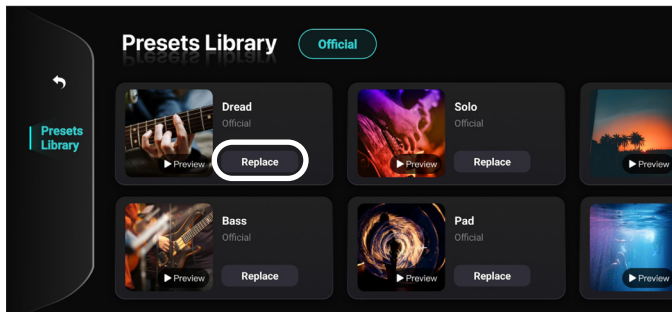 Presets Library
Official
Presets
Library
Dread
Official
Preview
Replace
Solo
Official
Preview
Replace
Preview
Bass
Official
Preview
Replace
Pad
Official
Preview
Replace
Preview